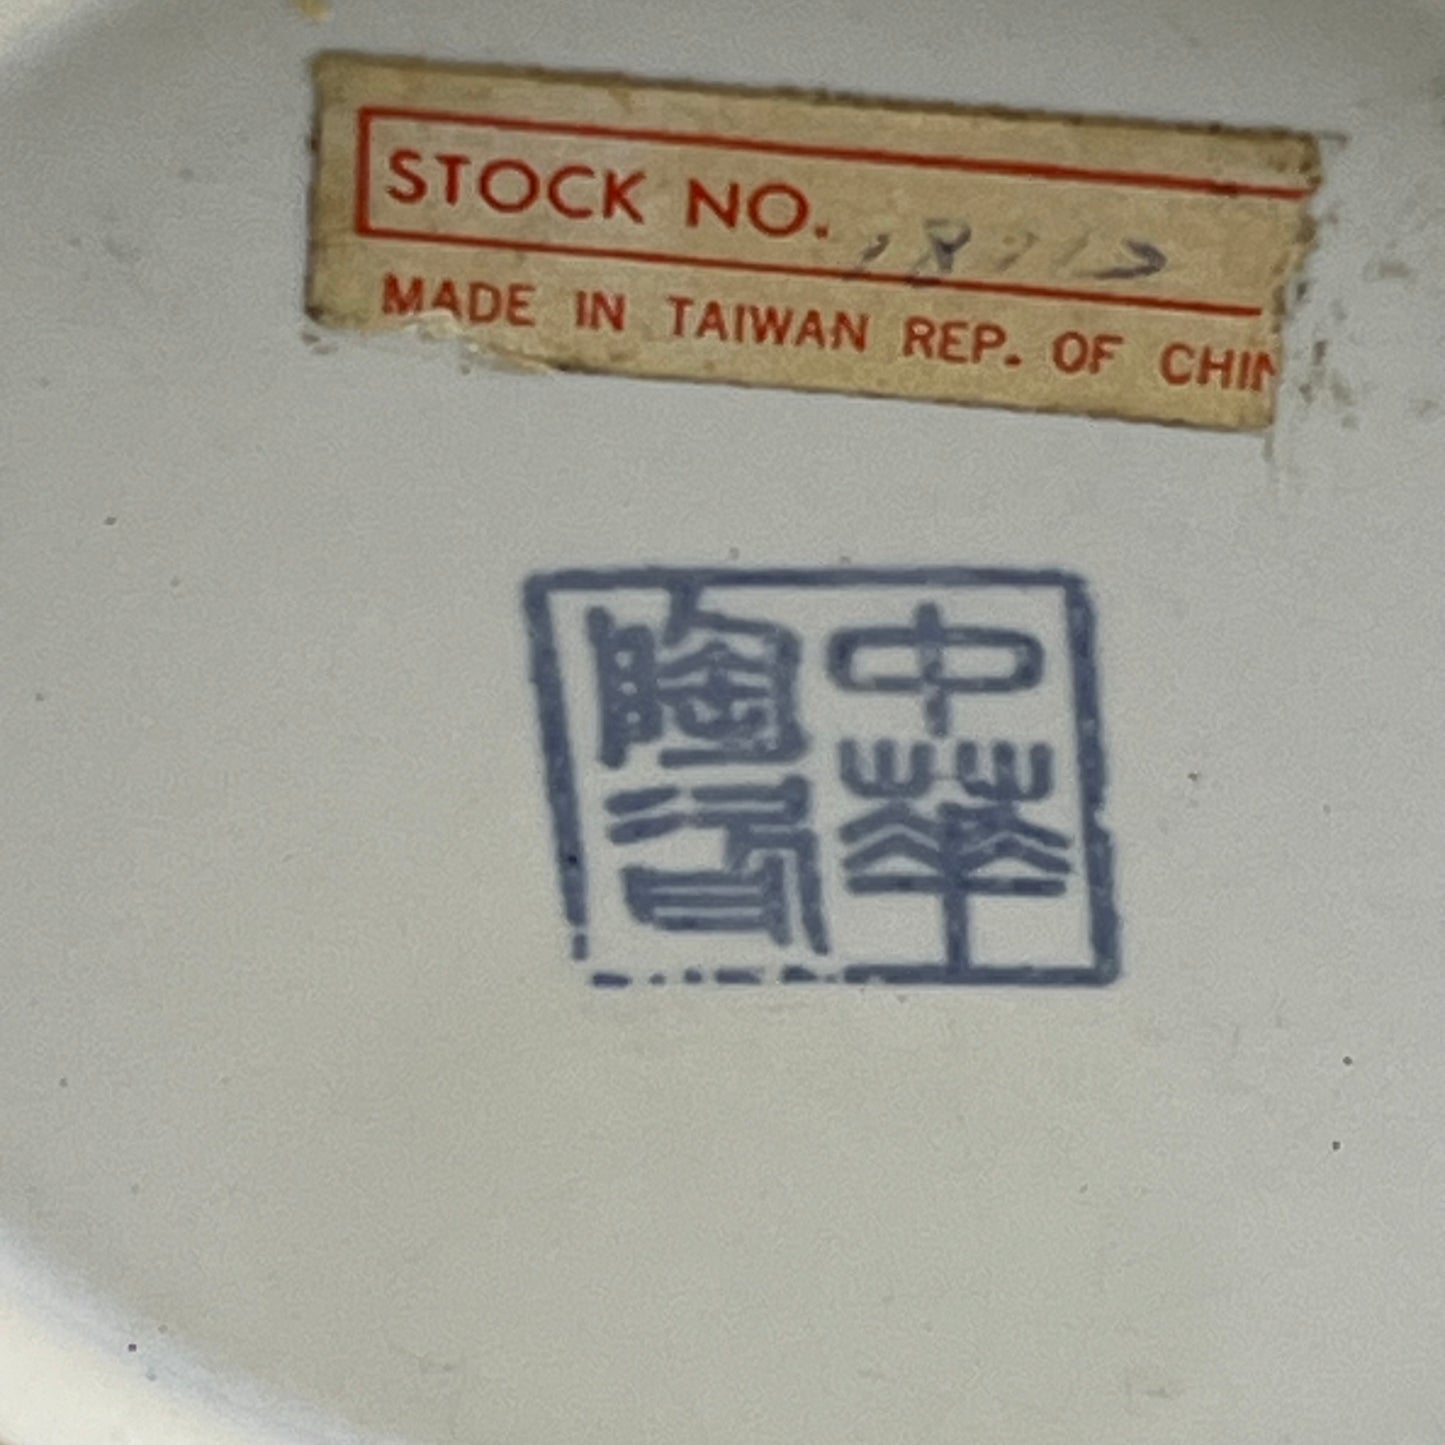 STOCK NO.
MADE IN TAIWAN REP. OF CHIN
中華
陶瓷